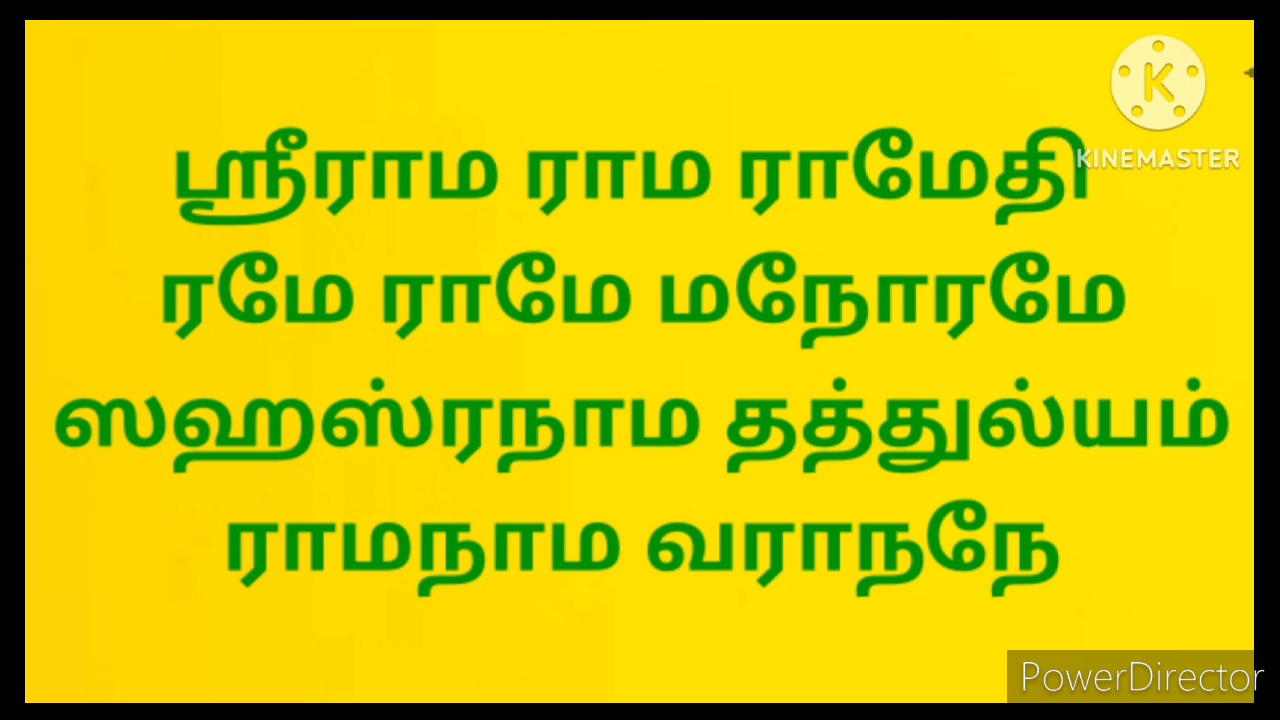 ஸ்ரீராம ராம ராமேதி
KINEMASTER
ரமே ராமே மநோரமே
ஸஹஸ்ரநாம தத்துல்யம்
ராமநாம வராநநே
PowerDirector